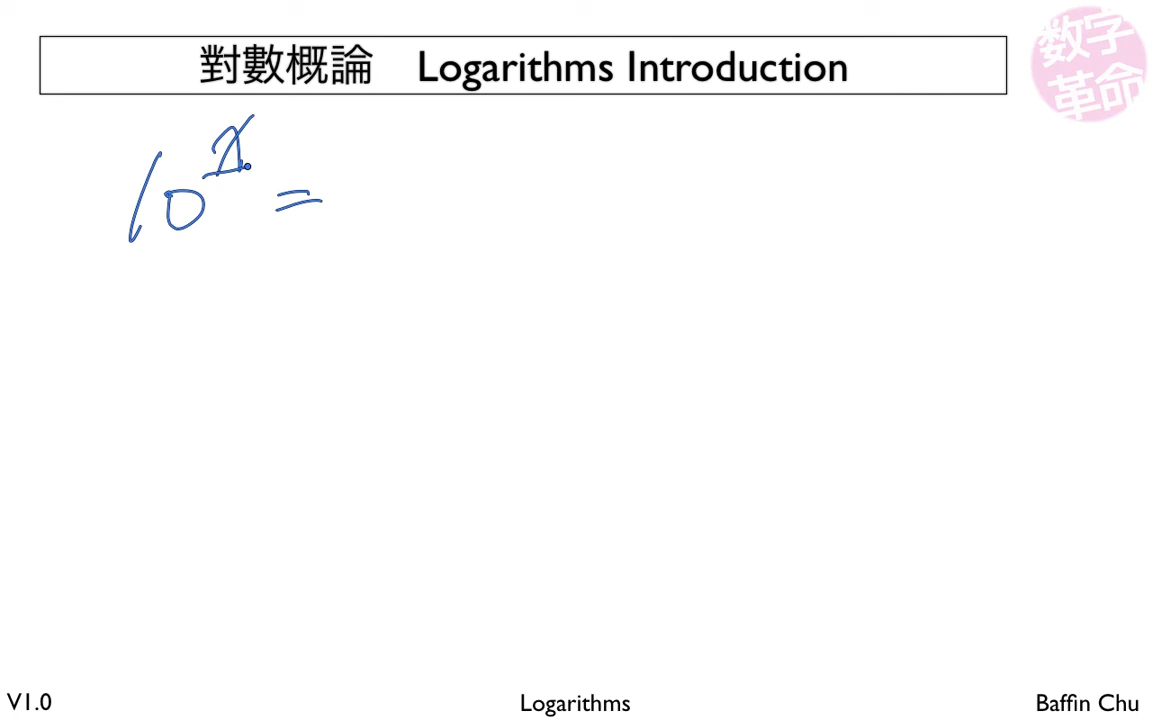 對數概論 Logarithms Introduction
数字
革命
10^x =
V1.0 Logarithms Baffin Chu